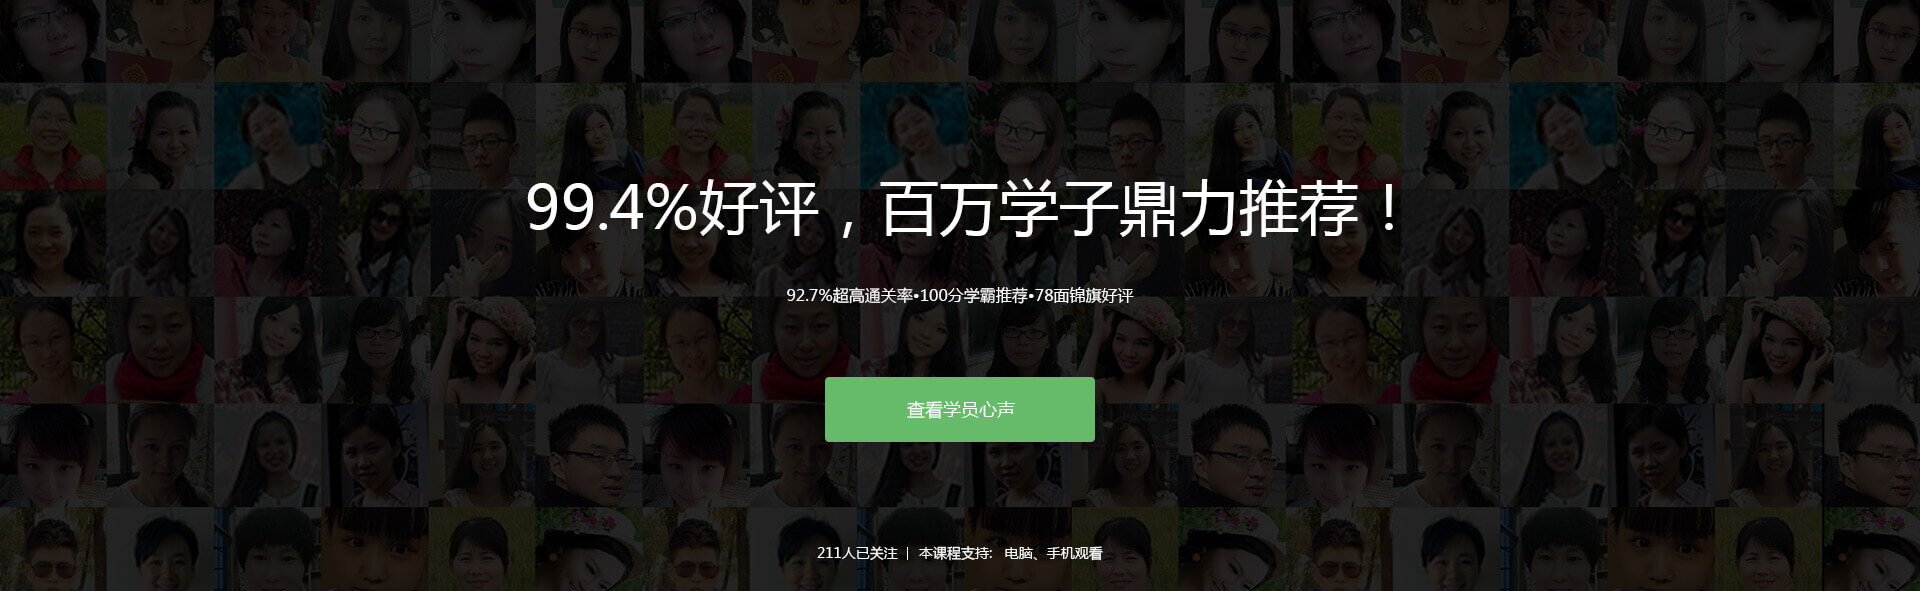 99.4%好评，百万学子鼎力推荐！
92.7%超高通关率•100分学霸推荐•78面锦旗好评
查看学员心声
211人已关注 | 本课程支持: 电脑、手机观看